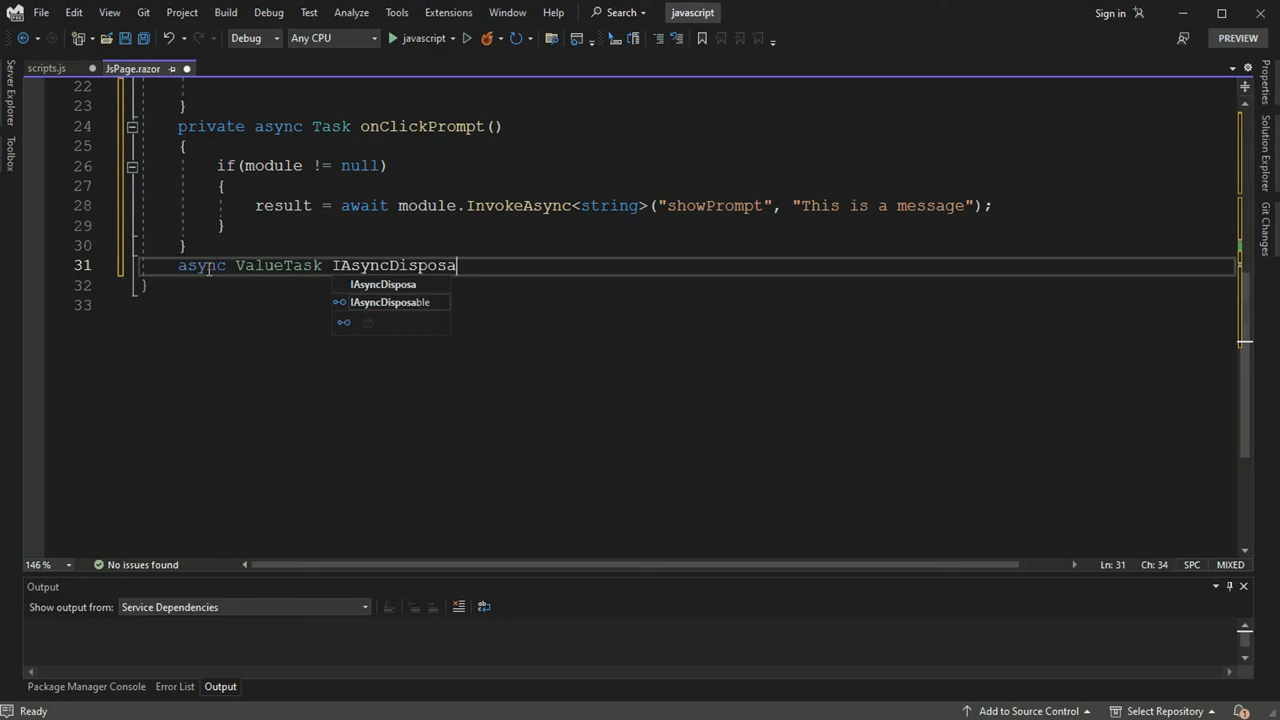 File Edit View Git Project Build Debug Test Analyze Tools Extensions Window Help Search javascript Sign in
Debug Any CPU javascript PREVIEW
scripts.js JsPage.razor
Server Explorer
Toolbox
Properties
Solution Explorer
Git Changes
22
23 }
24 private async Task onClickPrompt()
25 {
26 if(module != null)
27 {
28 result = await module.InvokeAsync<string>("showPrompt", "This is a message");
29 }
30 }
31 async ValueTask IAsyncDisposa
IAsyncDisposa
32 }
IAsyncDisposable
33
146 % No issues found Ln: 31 Ch: 34 SPC MIXED
Output
Show output from: Service Dependencies
Package Manager Console Error List Output
Ready Add to Source Control Select Repository 1